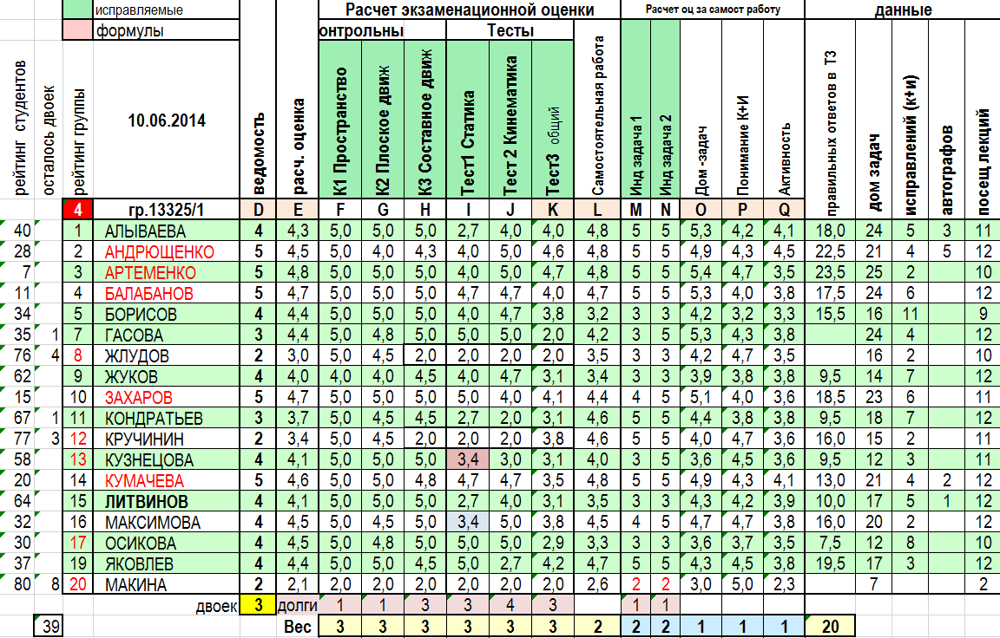 исправляемые Расчет экзаменационной оценки Расчет оц за самост работу данные
формулы онтрольны Тесты
рейтинг студентов
осталось двоек
рейтинг группы
10.06.2014
ведомость
расч. оценка
К1 Пространство
К2 Плоское движ
К3 Составное движ
Тест1 Статика
Тест 2 Кинематика
Тест3 общий
Самостоятельная работа
Инд задача 1
Инд задача 2
Дом -задач
Понимание К+И
Активность
правильных ответов в ТЗ
дом задач
исправлений (к+и)
автографов
посещ лекций
4 гр.13325/1 D E F G H I J K L M N O P Q
40 1 АЛЫВАЕВА 4 4,3 5,0 5,0 5,0 2,7 4,0 4,0 4,8 5 5 5,3 4,2 4,1 18,0 24 5 3 11
28 2 АНДРЮЩЕНКО 5 4,5 5,0 4,0 4,3 4,0 5,0 4,6 4,8 5 5 4,9 4,3 4,5 22,5 21 4 5 12
7 3 АРТЕМЕНКО 5 4,8 5,0 5,0 5,0 4,0 5,0 4,7 4,8 5 5 5,4 4,7 3,5 23,5 25 2 10
11 4 БАЛАБАНОВ 5 4,7 5,0 5,0 5,0 4,7 4,7 4,0 4,7 5 5 5,3 4,0 3,8 17,5 24 6 12
34 5 БОРИСОВ 4 4,4 5,0 5,0 5,0 4,0 4,7 3,8 3,2 3 3 4,2 3,2 3,3 15,5 16 11 9
35 1 7 ГАСОВА 3 4,4 5,0 4,8 5,0 5,0 5,0 2,0 4,2 3 5 5,3 4,3 3,8 24 4 12
76 4 8 ЖЛУДОВ 2 3,0 5,0 4,5 2,0 2,0 2,0 2,0 3,5 3 3 4,2 4,7 3,5 16 2 10
62 9 ЖУКОВ 4 4,0 4,0 4,0 4,5 4,0 4,7 3,1 3,4 3 3 3,9 3,8 3,8 9,5 14 7 12
15 10 ЗАХАРОВ 5 4,7 5,0 5,0 5,0 5,0 4,0 4,1 4,4 4 5 5,1 4,0 3,6 18,5 23 6 11
67 1 11 КОНДРАТЬЕВ 3 3,7 5,0 4,5 4,5 2,7 2,0 3,1 4,6 5 5 4,4 3,8 3,8 9,5 18 7 12
77 3 12 КРУЧИНИН 2 3,4 5,0 4,5 2,0 2,0 2,0 3,8 4,6 5 5 4,0 4,7 3,6 16,0 15 2 11
58 13 КУЗНЕЦОВА 4 4,1 5,0 5,0 5,0 3,4 3,0 3,1 4,0 3 5 3,6 4,5 3,6 9,5 12 3 11
20 14 КУМАЧЕВА 5 4,6 5,0 5,0 4,8 4,7 4,7 3,5 4,8 5 5 4,9 4,3 4,1 13,0 21 4 2 12
64 15 ЛИТВИНОВ 4 4,1 5,0 5,0 5,0 2,7 4,0 3,1 3,5 3 3 4,3 4,2 3,9 10,0 17 5 1 12
32 16 МАКСИМОВА 4 4,5 5,0 4,5 5,0 3,4 5,0 3,8 4,5 4 5 4,7 4,7 3,8 16,0 20 2 12
30 17 ОСИКОВА 4 4,5 5,0 4,8 5,0 5,0 5,0 2,9 3,3 3 3 3,6 3,7 3,5 7,5 12 8 10
37 19 ЯКОВЛЕВ 4 4,4 5,0 4,5 5,0 5,0 2,7 4,2 4,7 5 5 4,3 4,5 3,8 19,5 17 3 12
80 8 20 МАКИНА 2 2,1 2,0 2,0 2,0 2,0 2,0 2,0 2,6 2 2 3,0 5,0 2,3 7 2
двоек 3 долги 1 1 3 3 4 3 1 1
39 Вес 3 3 3 3 3 3 2 2 2 1 1 1 20